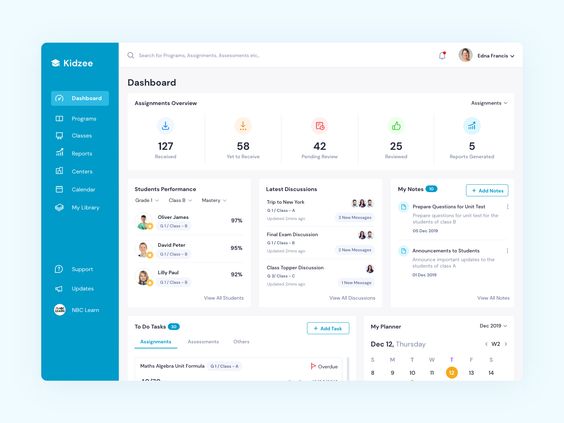 Kidzee
Search for Programs, Assignments, Assessments etc..
Edna Francis
Dashboard
Programs
Classes
Reports
Centers
Calendar
My Library
Support
Updates
NBC Learn
Dashboard
Assignments Overview
Assignments
127
Received
58
Yet to Receive
42
Pending Review
25
Reviewed
5
Reports Generated
Students Performance
Grade 1 Class B Mastery
Oliver James
G 1 / Class - B
97%
David Peter
G 1 / Class - B
95%
Lilly Paul
G 1 / Class - B
92%
View All Students
Latest Discussions
Trip to New York
G 1 / Class - A
Updated 2mins ago
3 New Messages
Final Exam Discussion
G 1 / Class - B
Updated 2mins ago
2 New Messages
Class Topper Discussion
G 3/ Class - C
Updated 2mins ago
1 New Message
View All Discussions
My Notes 10
+ Add Notes
Prepare Questions for Unit Test
Prepare questions for unit test for the
students of class B
05 Dec 2019
Announcements to Students
Announce important updates to the
students of class A
01 Dec 2019
View All Notes
To Do Tasks 30
+ Add Task
Assignments Assessments Others
Maths Algebra Unit Formula G 1 / Class - A
Overdue
My Planner
Dec 2019
Dec 12, Thursday
W2
S M T W T F S
8 9 10 11 12 13 14